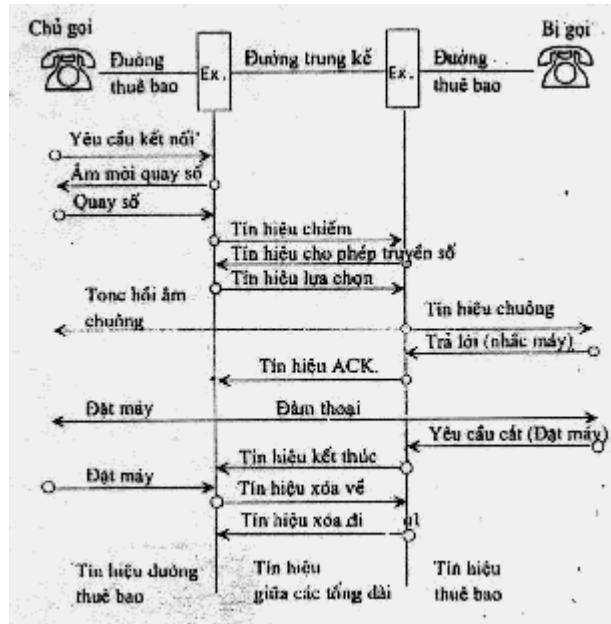 Chủ gọi
Bị gọi
Đường
thuê bao
Ex.
Đường trung kế
Ex.
Đường
thuê bao
Yêu cầu kết nối
Âm mời quay số
Quay số
Tín hiệu chiếm
Tín hiệu cho phép truyền số
Tín hiệu lựa chọn
Tone hồi âm
chuông
Tín hiệu chuông
Trả lời (nhấc máy)
Tín hiệu ACK.
Đặt máy
Đàm thoại
Yêu cầu cắt (Đặt máy)
Tín hiệu kết thúc
Đặt máy
Tín hiệu xóa về
Tín hiệu xóa đi
Tín hiệu đường
thuê bao
Tín hiệu
giữa các tổng đài
Tín hiệu
thuê bao